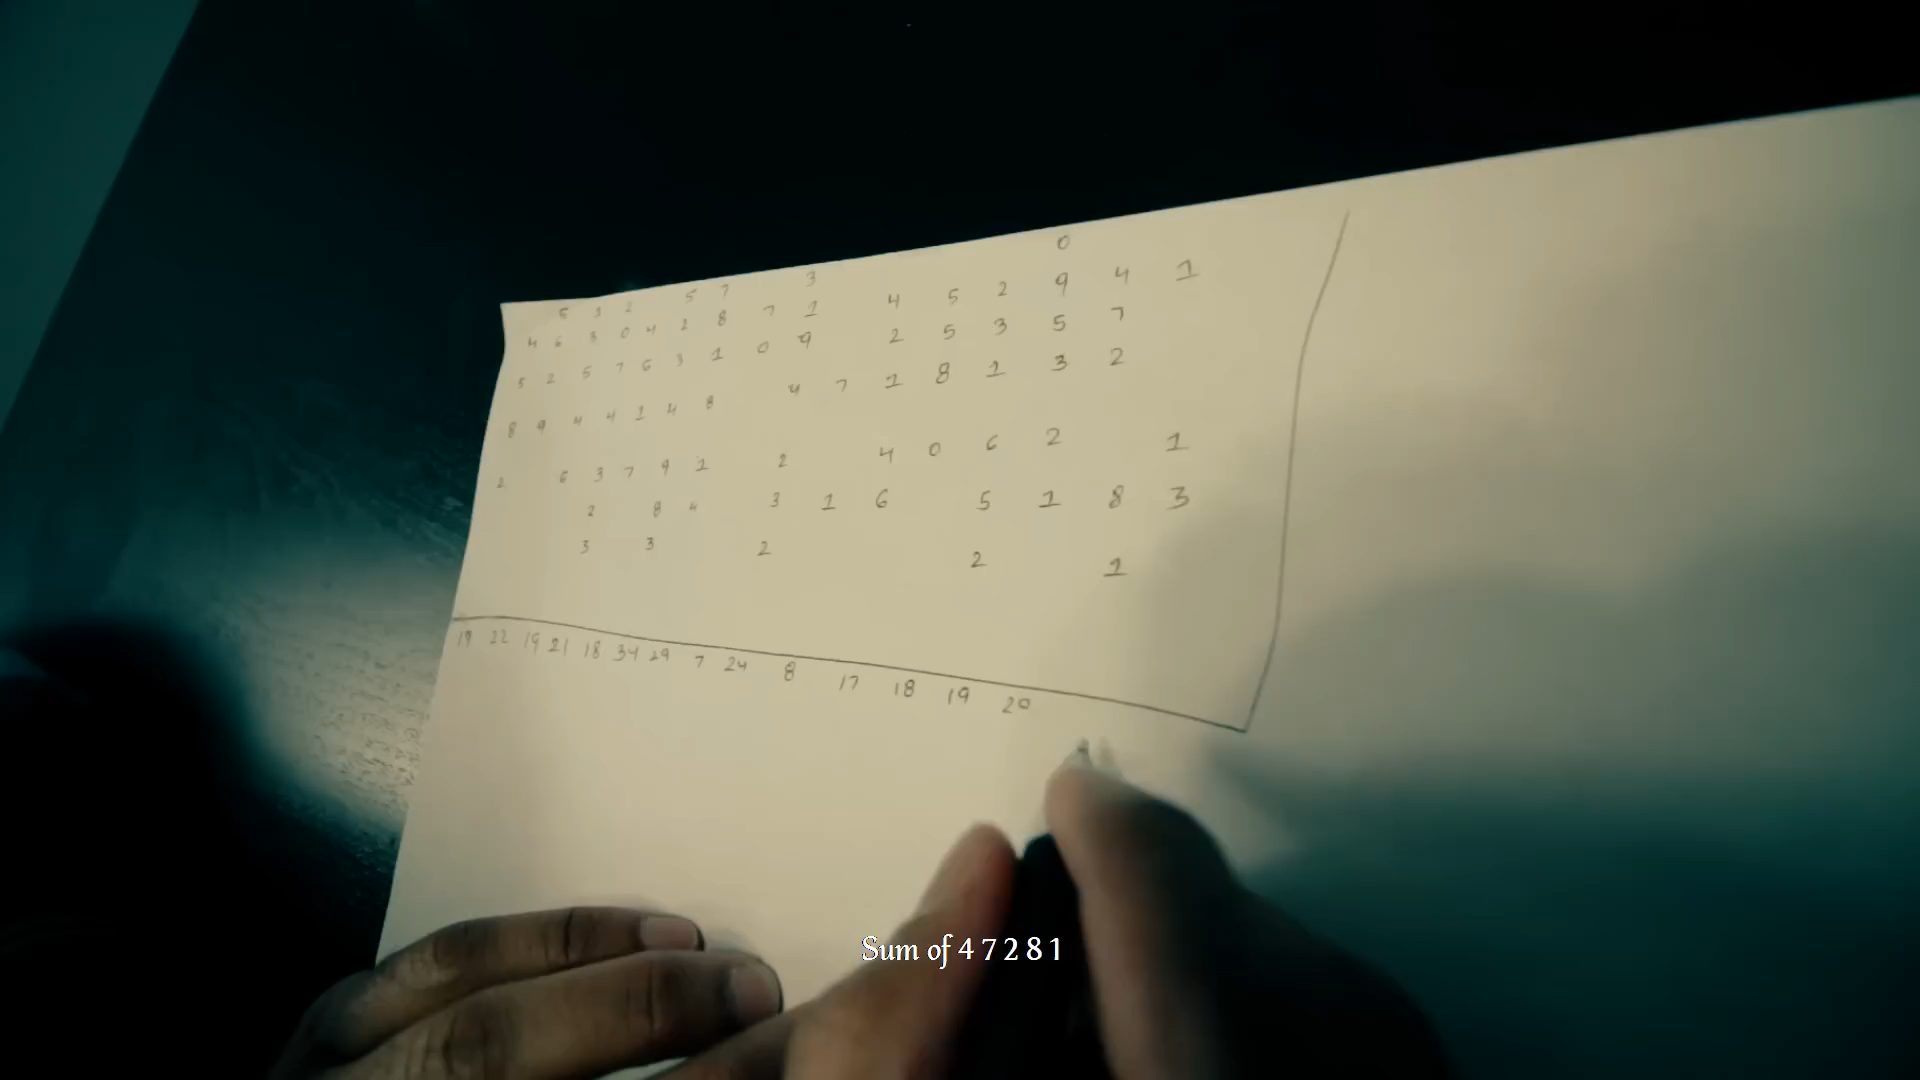 0
5 3 2 5 7 3
4 6 3 0 4 2 8 7 1 4 5 2 9 4 1
5 2 5 7 6 3 1 0 9 2 5 3 5 7
8 9 4 4 1 4 8 4 7 1 8 1 3 2
2 6 3 7 9 1 2 4 0 6 2 1
2 8 4 3 1 6 5 1 8 3
3 3 2 2 1
19 22 19 21 18 34 29 7 24 8 17 18 19 20
Sum of 4 7 2 8 1